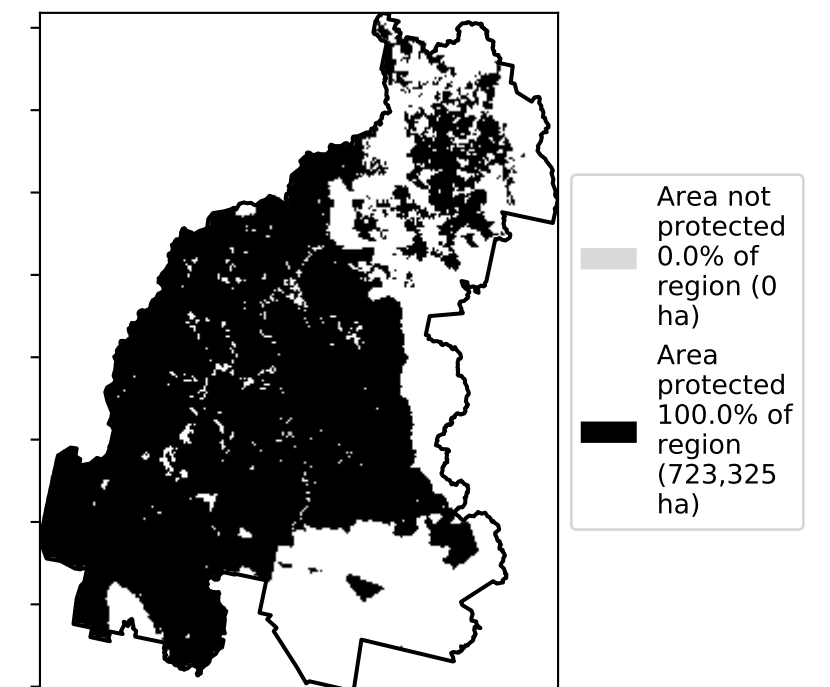 Area not
protected
0.0% of
region (0
ha)
Area
protected
100.0% of
region
(723,325
ha)